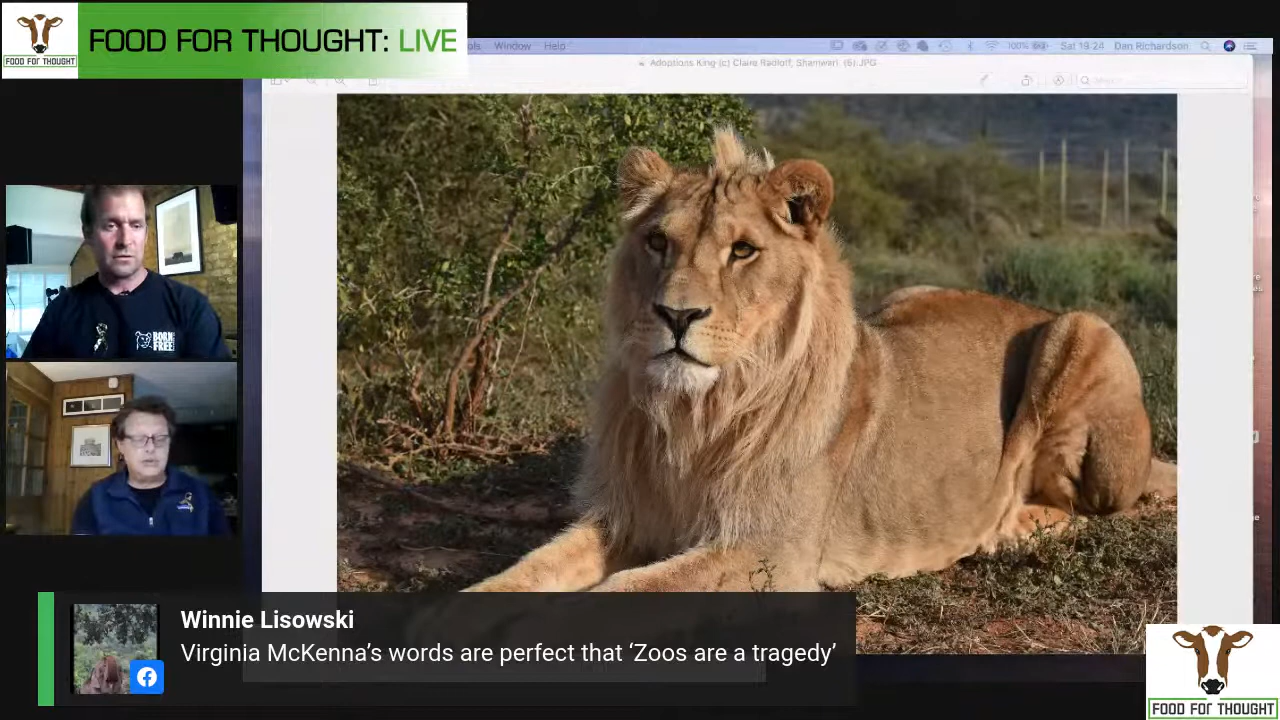 FOOD FOR THOUGHT
FOOD FOR THOUGHT: LIVE
Window Help
100% Sat 19:24 Dan Richardson
Adoptions King (c) Claire Radloff, Shamwari (6).JPG
BORN
FREE
Winnie Lisowski
Virginia McKenna’s words are perfect that ‘Zoos are a tragedy’
FOOD FOR THOUGHT